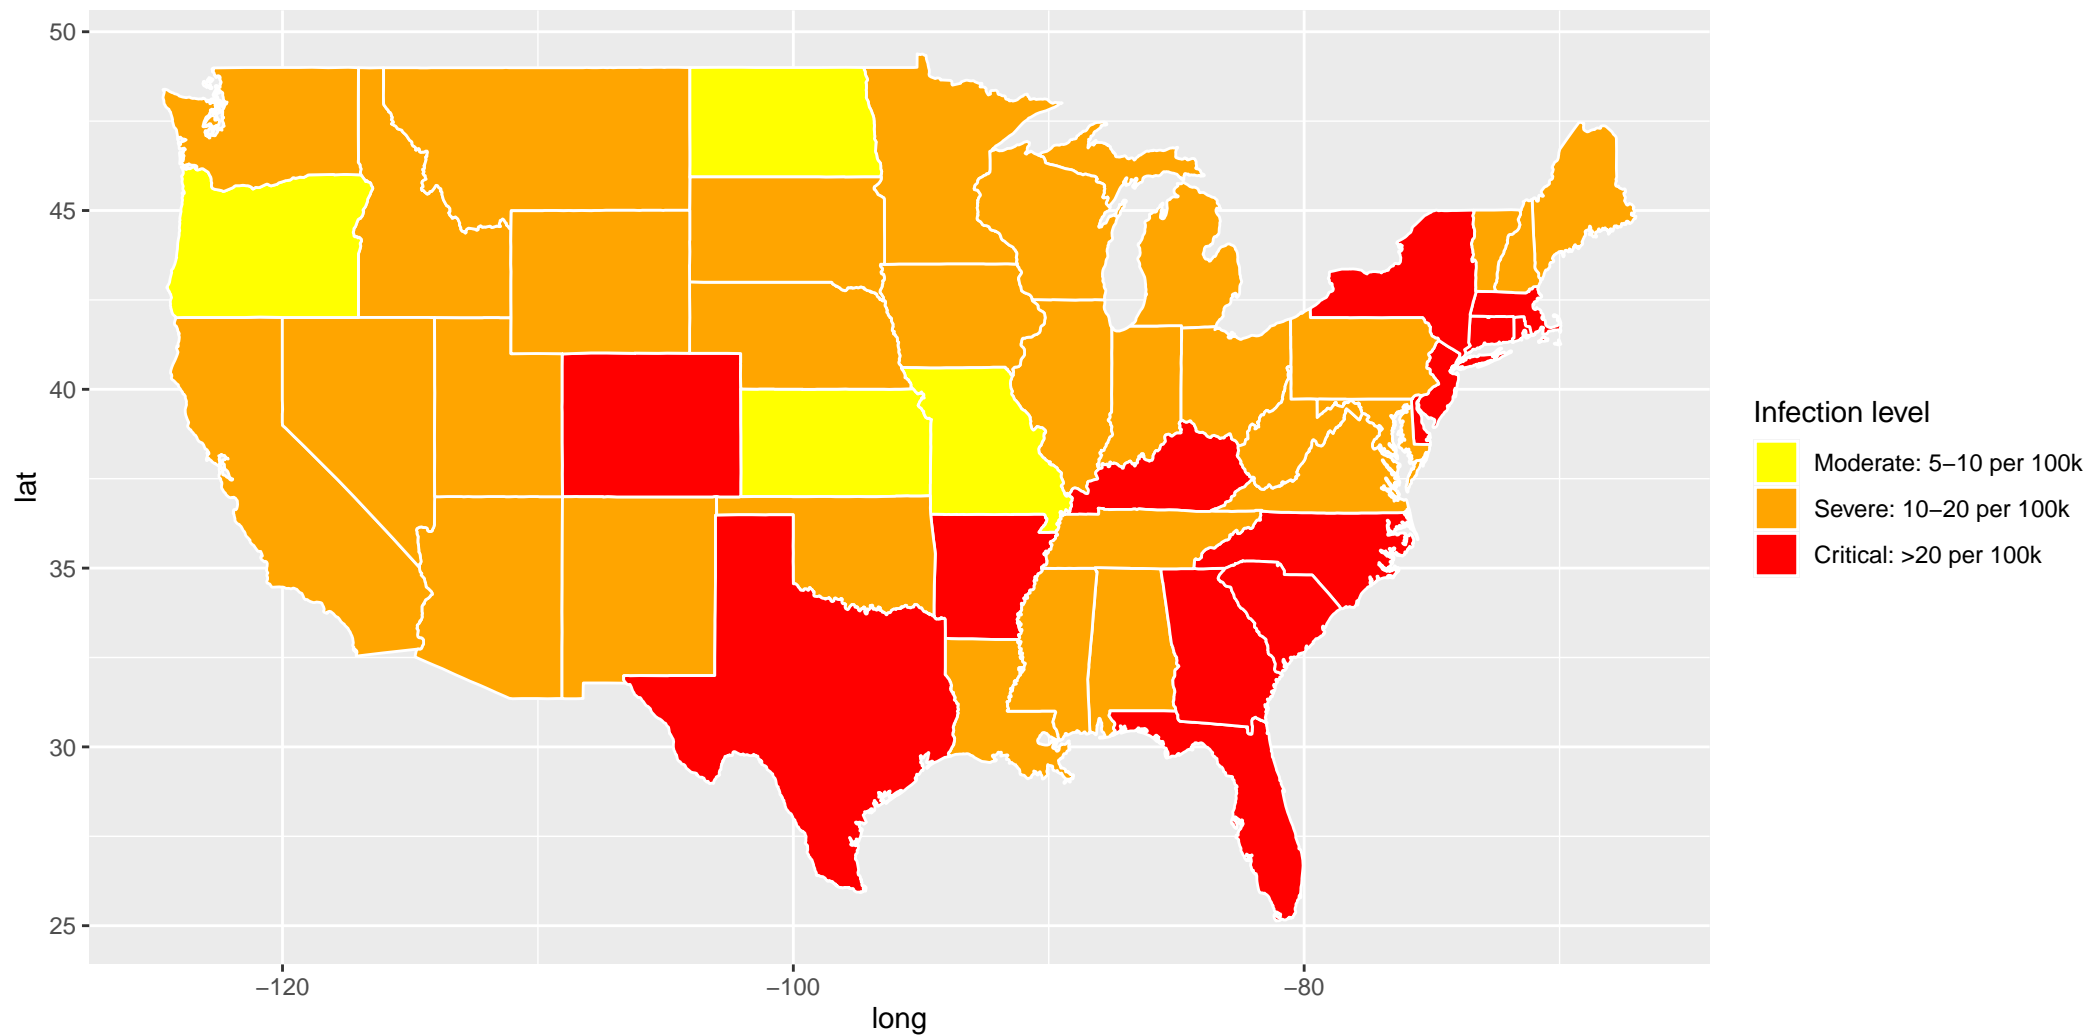 50
45
40
35
30
25
lat
−120
−100
−80
long
Infection level
Moderate: 5−10 per 100k
Severe: 10−20 per 100k
Critical: >20 per 100k